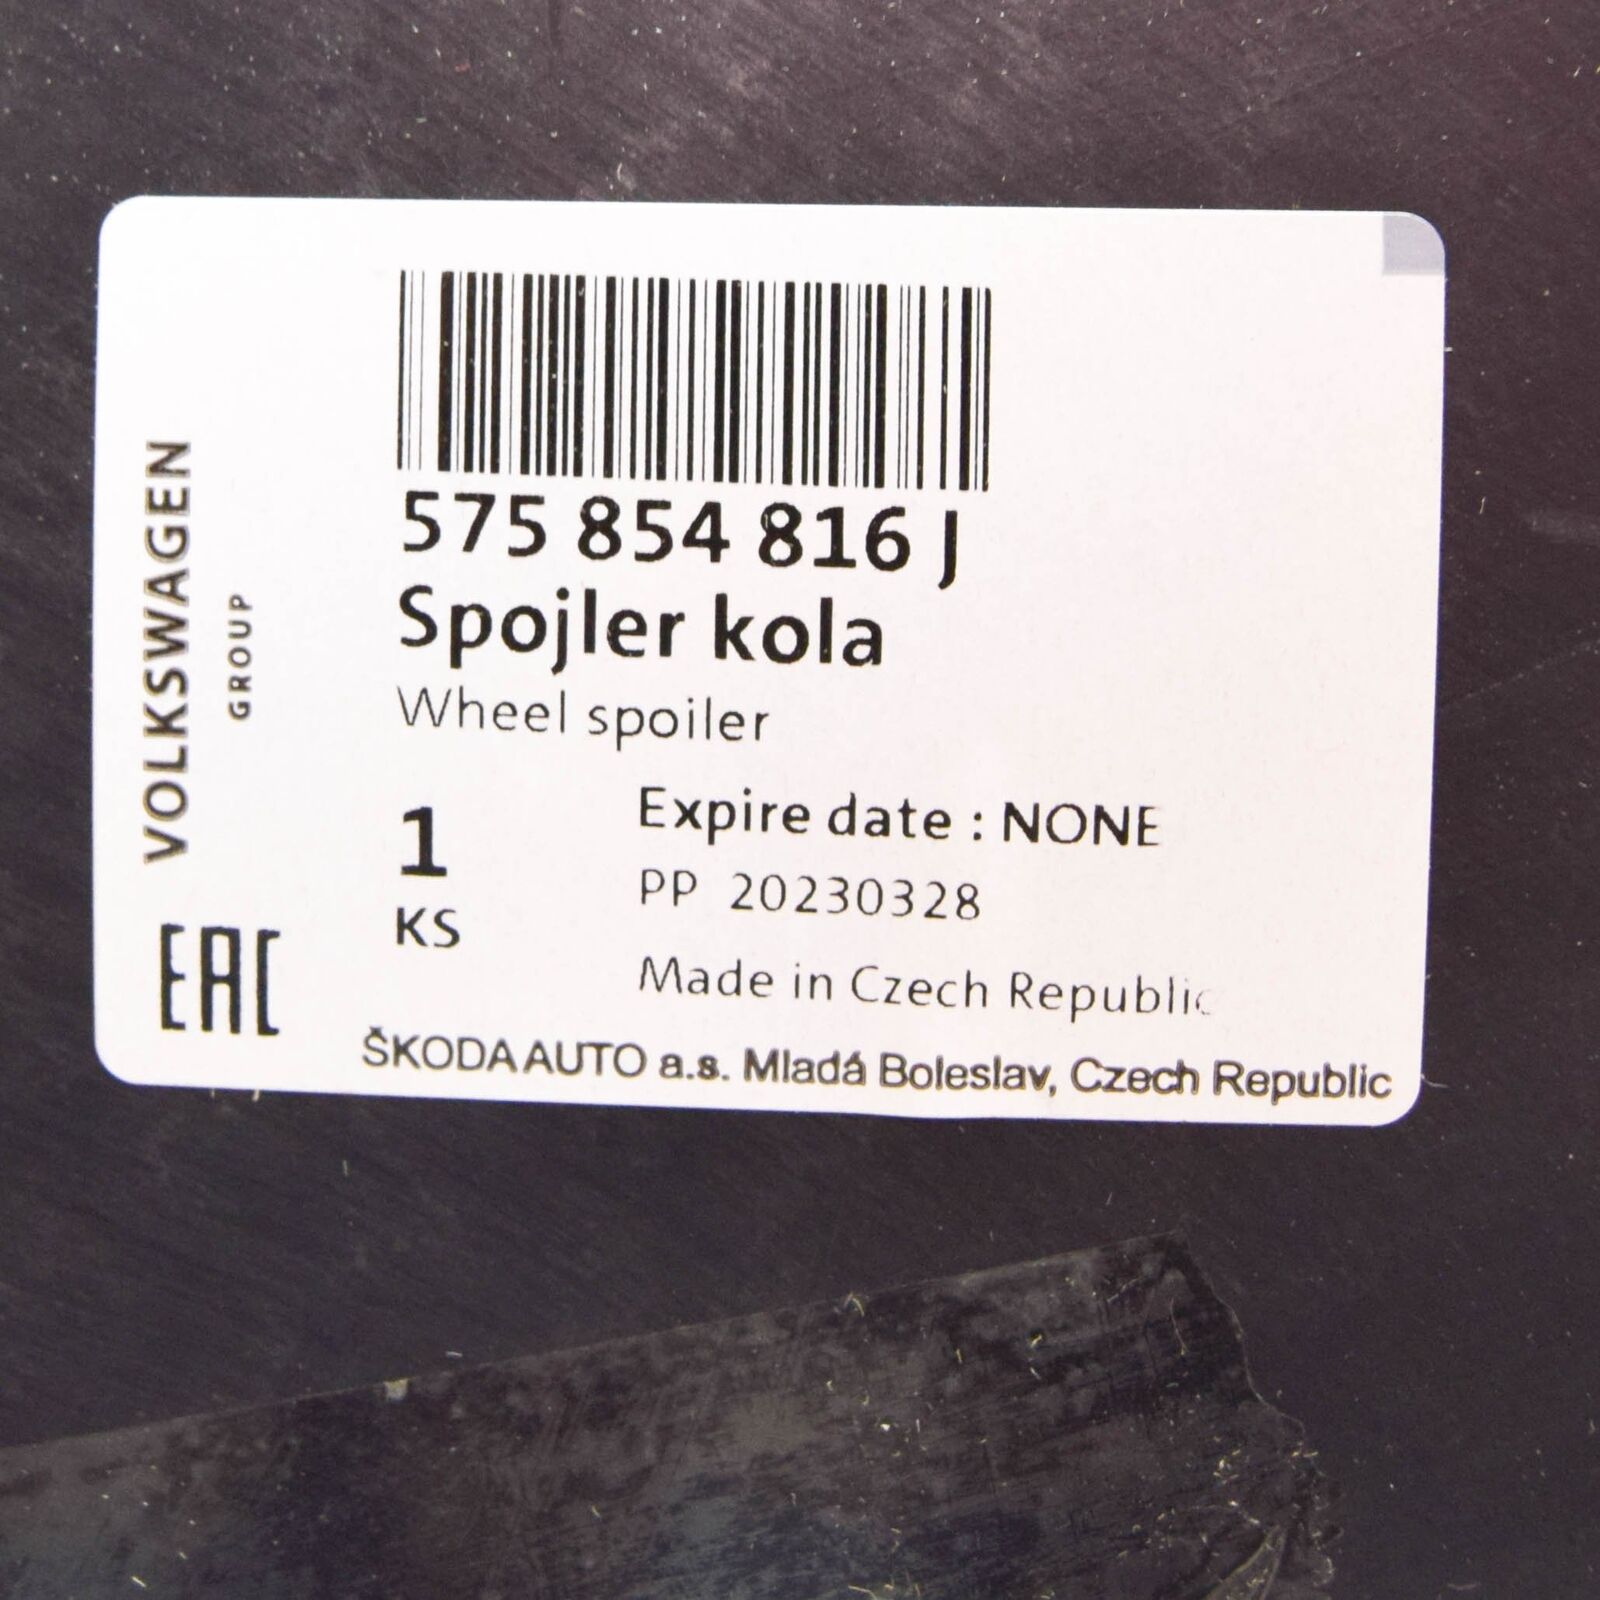 VOLKSWAGEN
GROUP
EAC
575 854 816 J
Spojler kola
Wheel spoiler
1
KS
Expire date : NONE
PP 20230328
Made in Czech Republic
ŠKODA AUTO a.s. Mladá Boleslav, Czech Republic